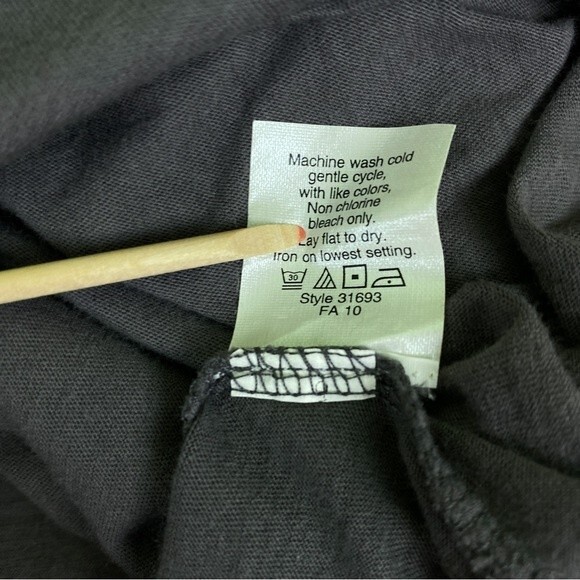 Machine wash cold
gentle cycle,
with like colors,
Non chlorine
bleach only.
Lay flat to dry.
Iron on lowest setting.
30
Style 31693
FA 10